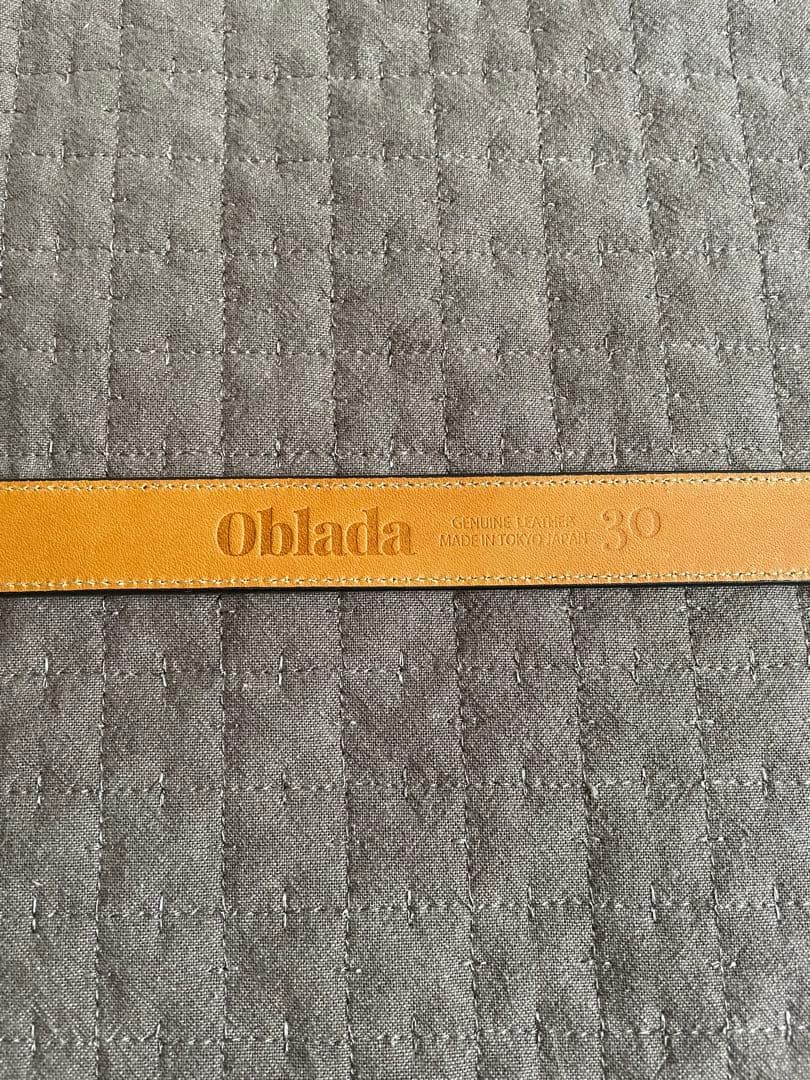 Oblada
GENUINE LEATHER
MADE IN TOKYO JAPAN
30